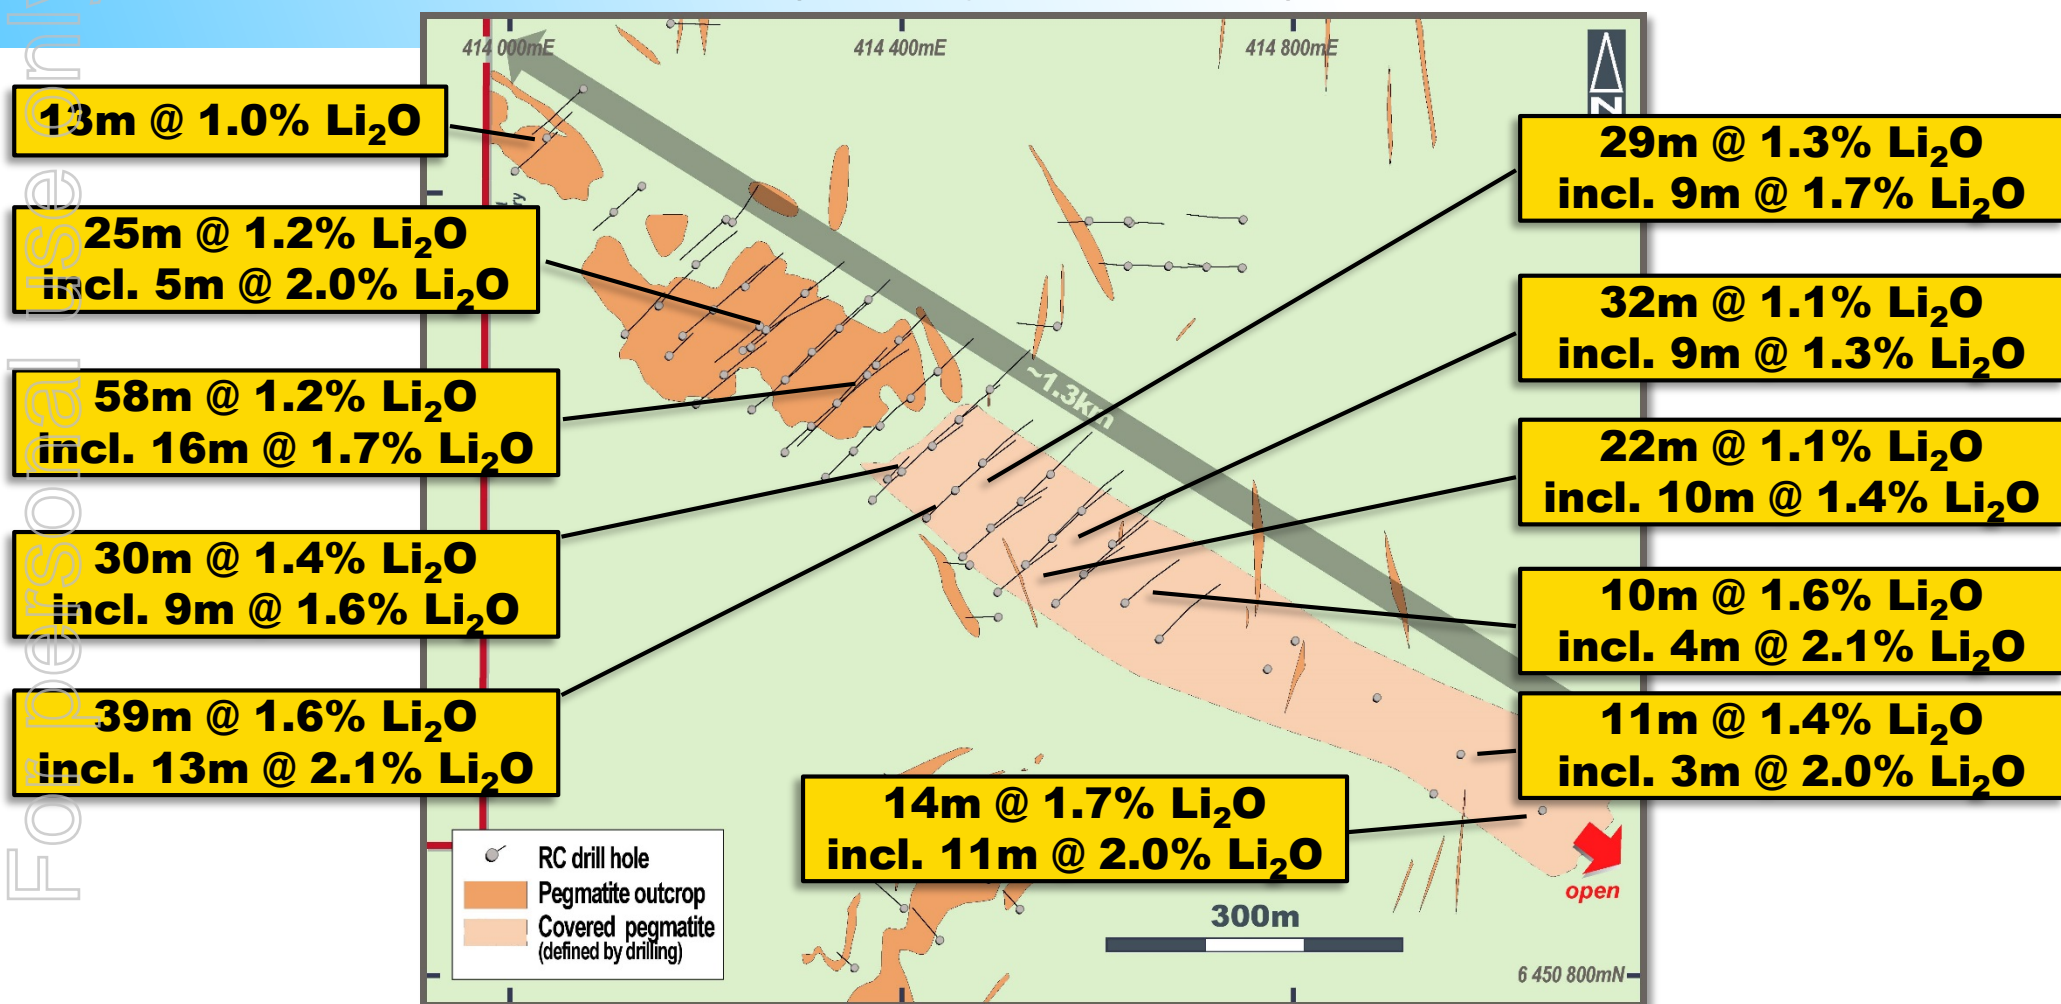 For personal use only
414 000mE
414 400mE
414 800mE
N
13m @ 1.0% Li₂O
25m @ 1.2% Li₂O
incl. 5m @ 2.0% Li₂O
58m @ 1.2% Li₂O
incl. 16m @ 1.7% Li₂O
30m @ 1.4% Li₂O
incl. 9m @ 1.6% Li₂O
39m @ 1.6% Li₂O
incl. 13m @ 2.1% Li₂O
~1.3km
29m @ 1.3% Li₂O
incl. 9m @ 1.7% Li₂O
32m @ 1.1% Li₂O
incl. 9m @ 1.3% Li₂O
22m @ 1.1% Li₂O
incl. 10m @ 1.4% Li₂O
10m @ 1.6% Li₂O
incl. 4m @ 2.1% Li₂O
11m @ 1.4% Li₂O
incl. 3m @ 2.0% Li₂O
14m @ 1.7% Li₂O
incl. 11m @ 2.0% Li₂O
open
RC drill hole
Pegmatite outcrop
Covered pegmatite
(defined by drilling)
300m
6 450 800mN